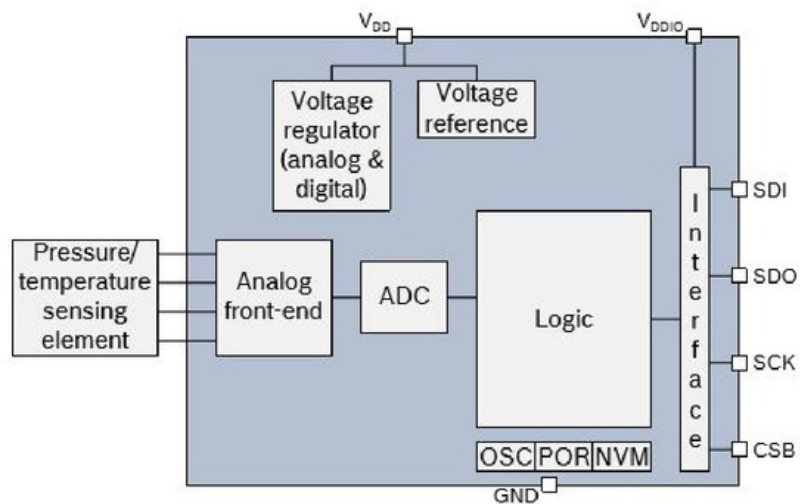 VDD
VDDIO
Voltage
regulator
(analog &
digital)
Voltage
reference
Pressure/
temperature
sensing
element
Analog
front-end
ADC
Logic
Interface
SDI
SDO
SCK
CSB
OSC POR NVM
GND